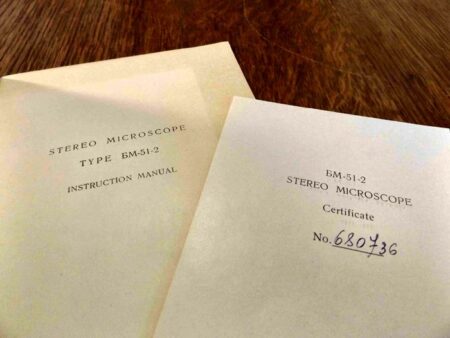 STEREO MICROSCOPE
TYPE БМ-51-2
INSTRUCTION MANUAL
БМ-51-2
STEREO MICROSCOPE
Certificate
No. 680736